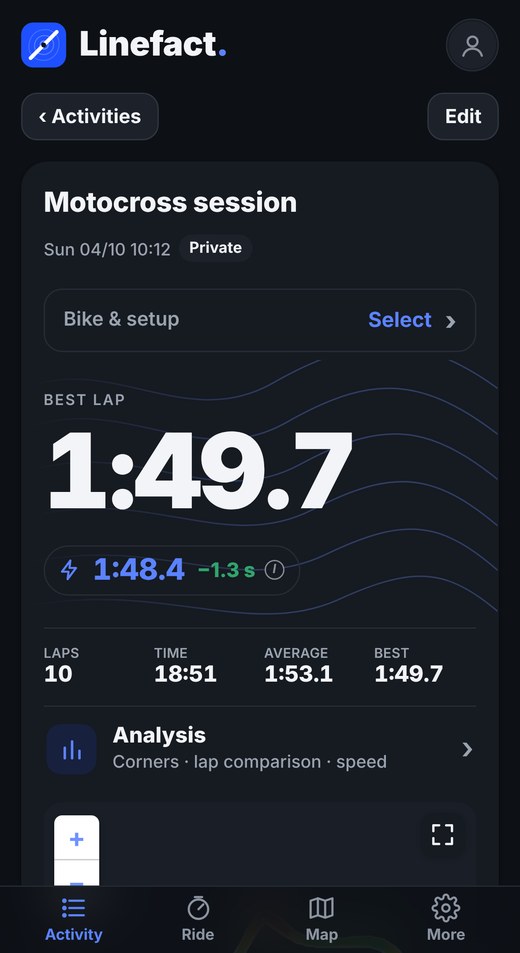 Linefact.
‹ Activities
Edit
Motocross session
Sun 04/10 10:12 Private
Bike & setup Select ›
BEST LAP
1:49.7
1:48.4 −1.3 s i
LAPS TIME AVERAGE BEST
10 18:51 1:53.1 1:49.7
Analysis
Corners · lap comparison · speed
+
−
Activity Ride Map More